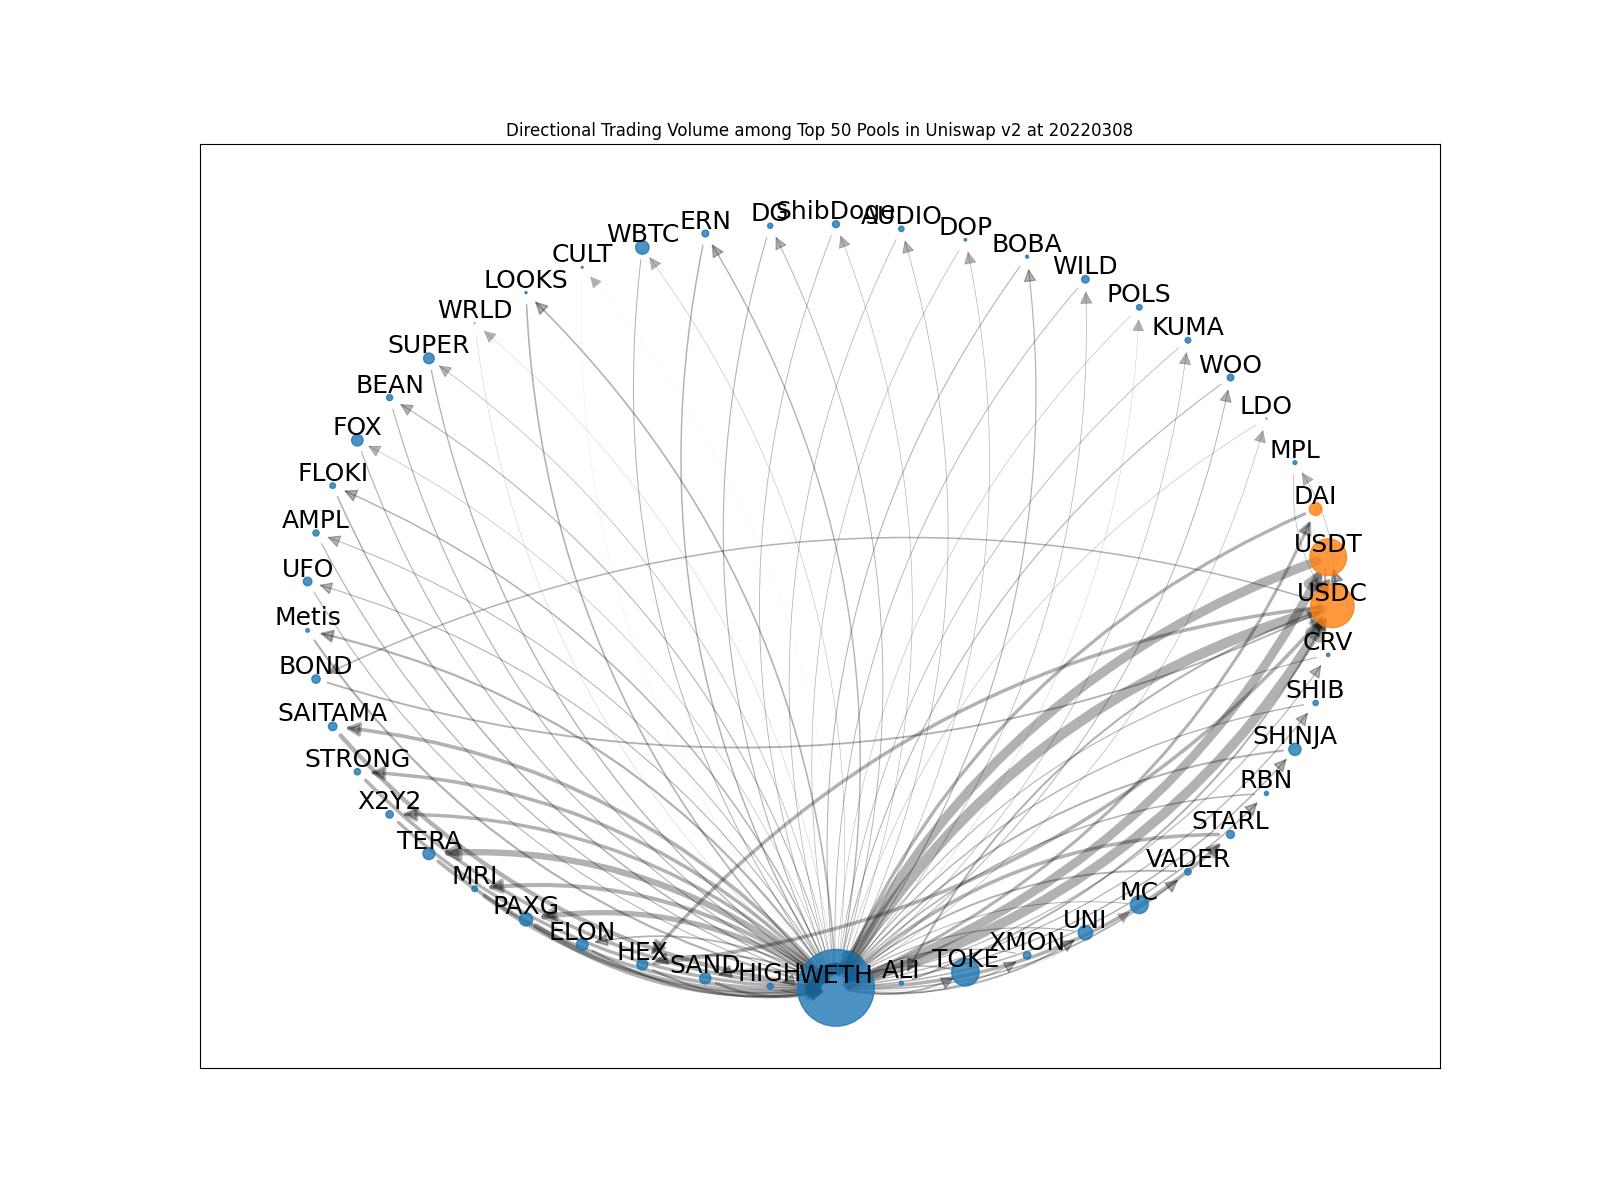 Directional Trading Volume among Top 50 Pools in Uniswap v2 at 20220308
DG
ShibDoge
AUDIO
ERN
DOP
WBTC
BOBA
CULT
WILD
LOOKS
POLS
WRLD
KUMA
SUPER
WOO
BEAN
LDO
FOX
MPL
FLOKI
DAI
AMPL
USDT
UFO
USDC
Metis
CRV
BOND
SHIB
SAITAMA
SHINJA
STRONG
RBN
X2Y2
STARL
TERA
VADER
MRI
MC
PAXG
UNI
ELON
XMON
HEX
TOKE
SAND
ALI
HIGH
WETH